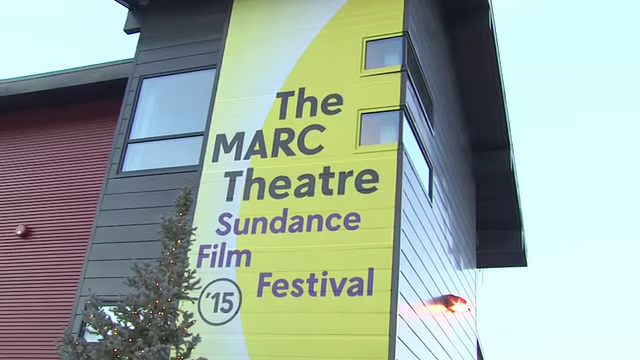 The
MARC
Theatre
Sundance
Film
Festival
'15